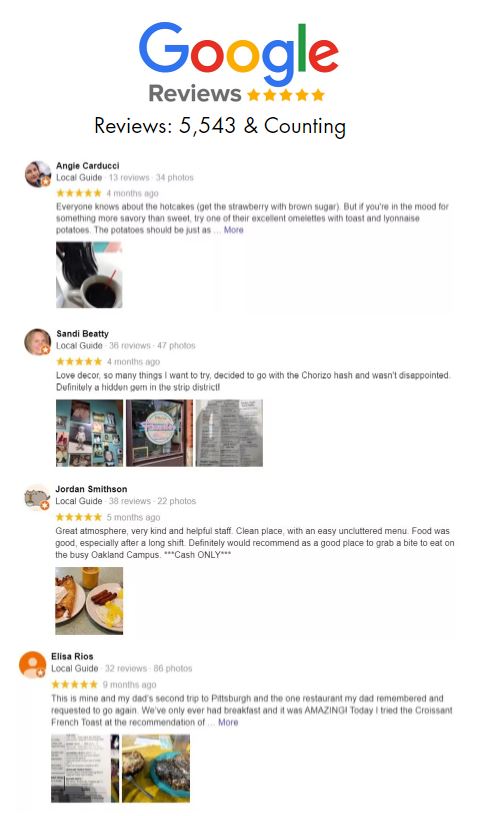 Google
Reviews
Reviews: 5,543 & Counting
Angie Carducci
Local Guide · 13 reviews · 34 photos
4 months ago
Everyone knows about the hotcakes (get the strawberry with brown sugar). But if you're in the mood for
something more savory than sweet, try one of their excellent omelettes with toast and lyonnaise
potatoes. The potatoes should be just as ... More
Sandi Beatty
Local Guide · 36 reviews · 47 photos
4 months ago
Love decor, so many things I want to try, decided to go with the Chorizo hash and wasn't disappointed.
Definitely a hidden gem in the strip district!
Jordan Smithson
Local Guide · 38 reviews · 22 photos
5 months ago
Great atmosphere, very kind and helpful staff. Clean place, with an easy uncluttered menu. Food was
good, especially after a long shift. Definitely would recommend as a good place to grab a bite to eat on
the busy Oakland Campus. ***Cash ONLY***
Elisa Rios
Local Guide · 32 reviews · 86 photos
9 months ago
This is mine and my dad's second trip to Pittsburgh and the one restaurant my dad remembered and
requested to go again. We've only ever had breakfast and it was AMAZING! Today I tried the Croissant
French Toast at the recommendation of ... More